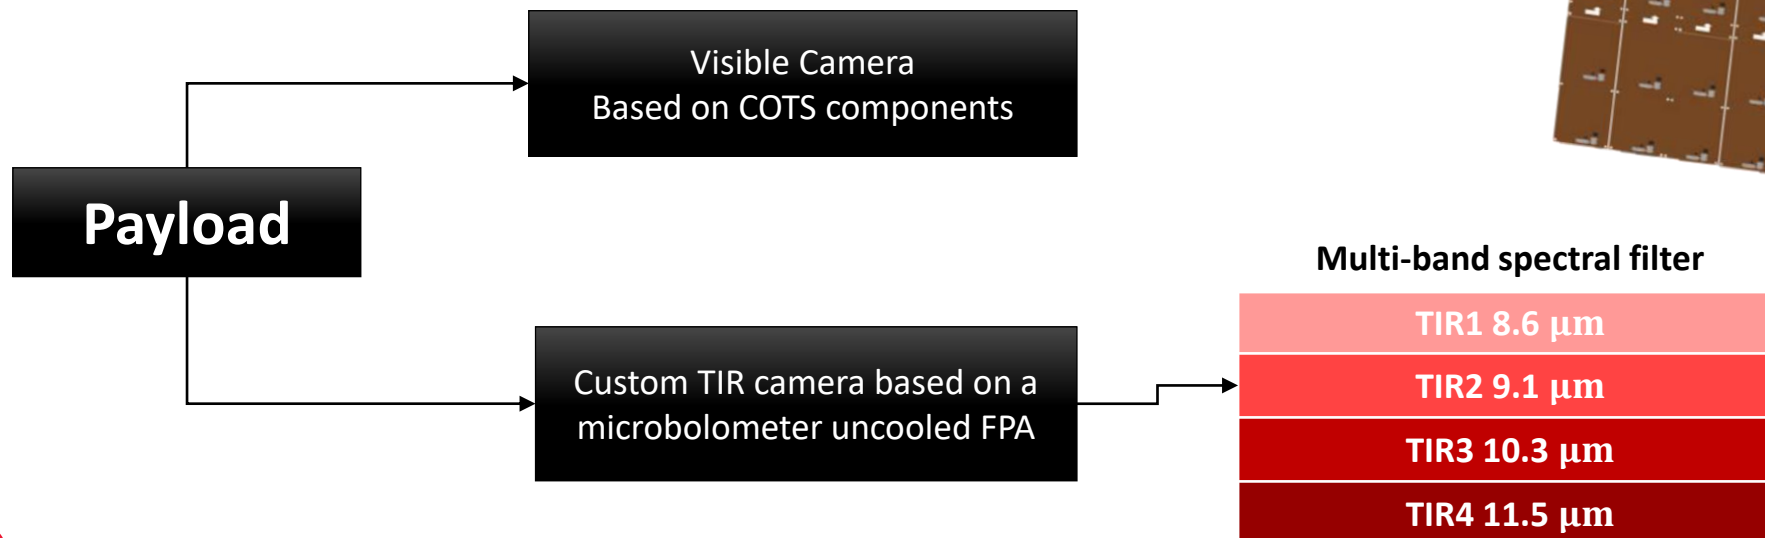 Visible Camera
Based on COTS components
Payload
Custom TIR camera based on a
microbolometer uncooled FPA
Multi-band spectral filter
TIR1 8.6 μm
TIR2 9.1 μm
TIR3 10.3 μm
TIR4 11.5 μm